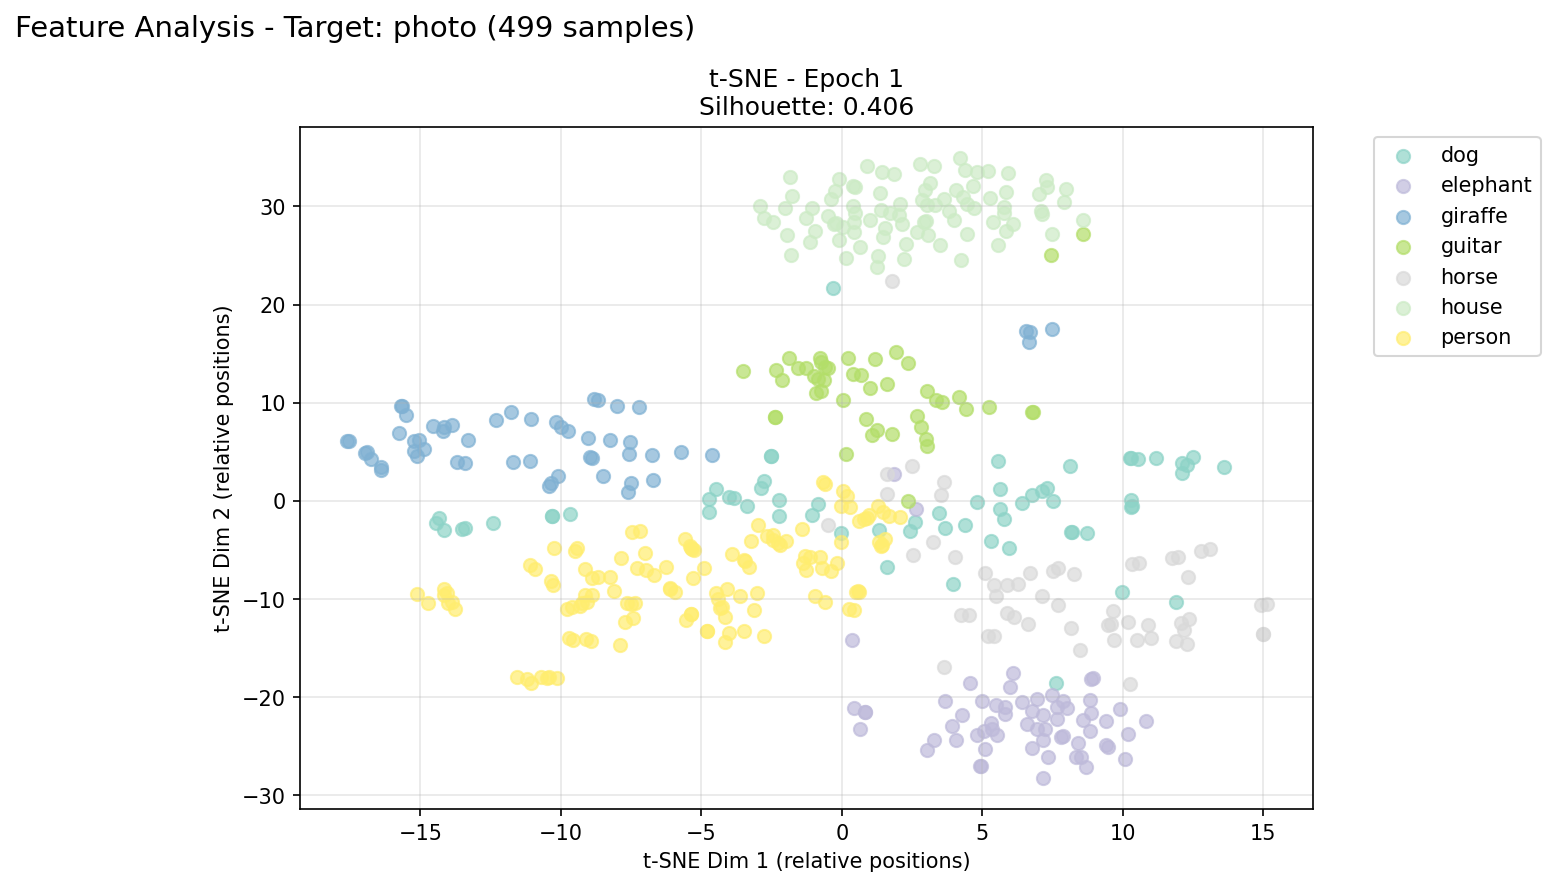 Feature Analysis - Target: photo (499 samples)
t-SNE - Epoch 1
Silhouette: 0.406
dog
elephant
giraffe
guitar
horse
house
person
30
20
10
0
−10
−20
−30
t-SNE Dim 2 (relative positions)
−15
−10
−5
0
5
10
15
t-SNE Dim 1 (relative positions)